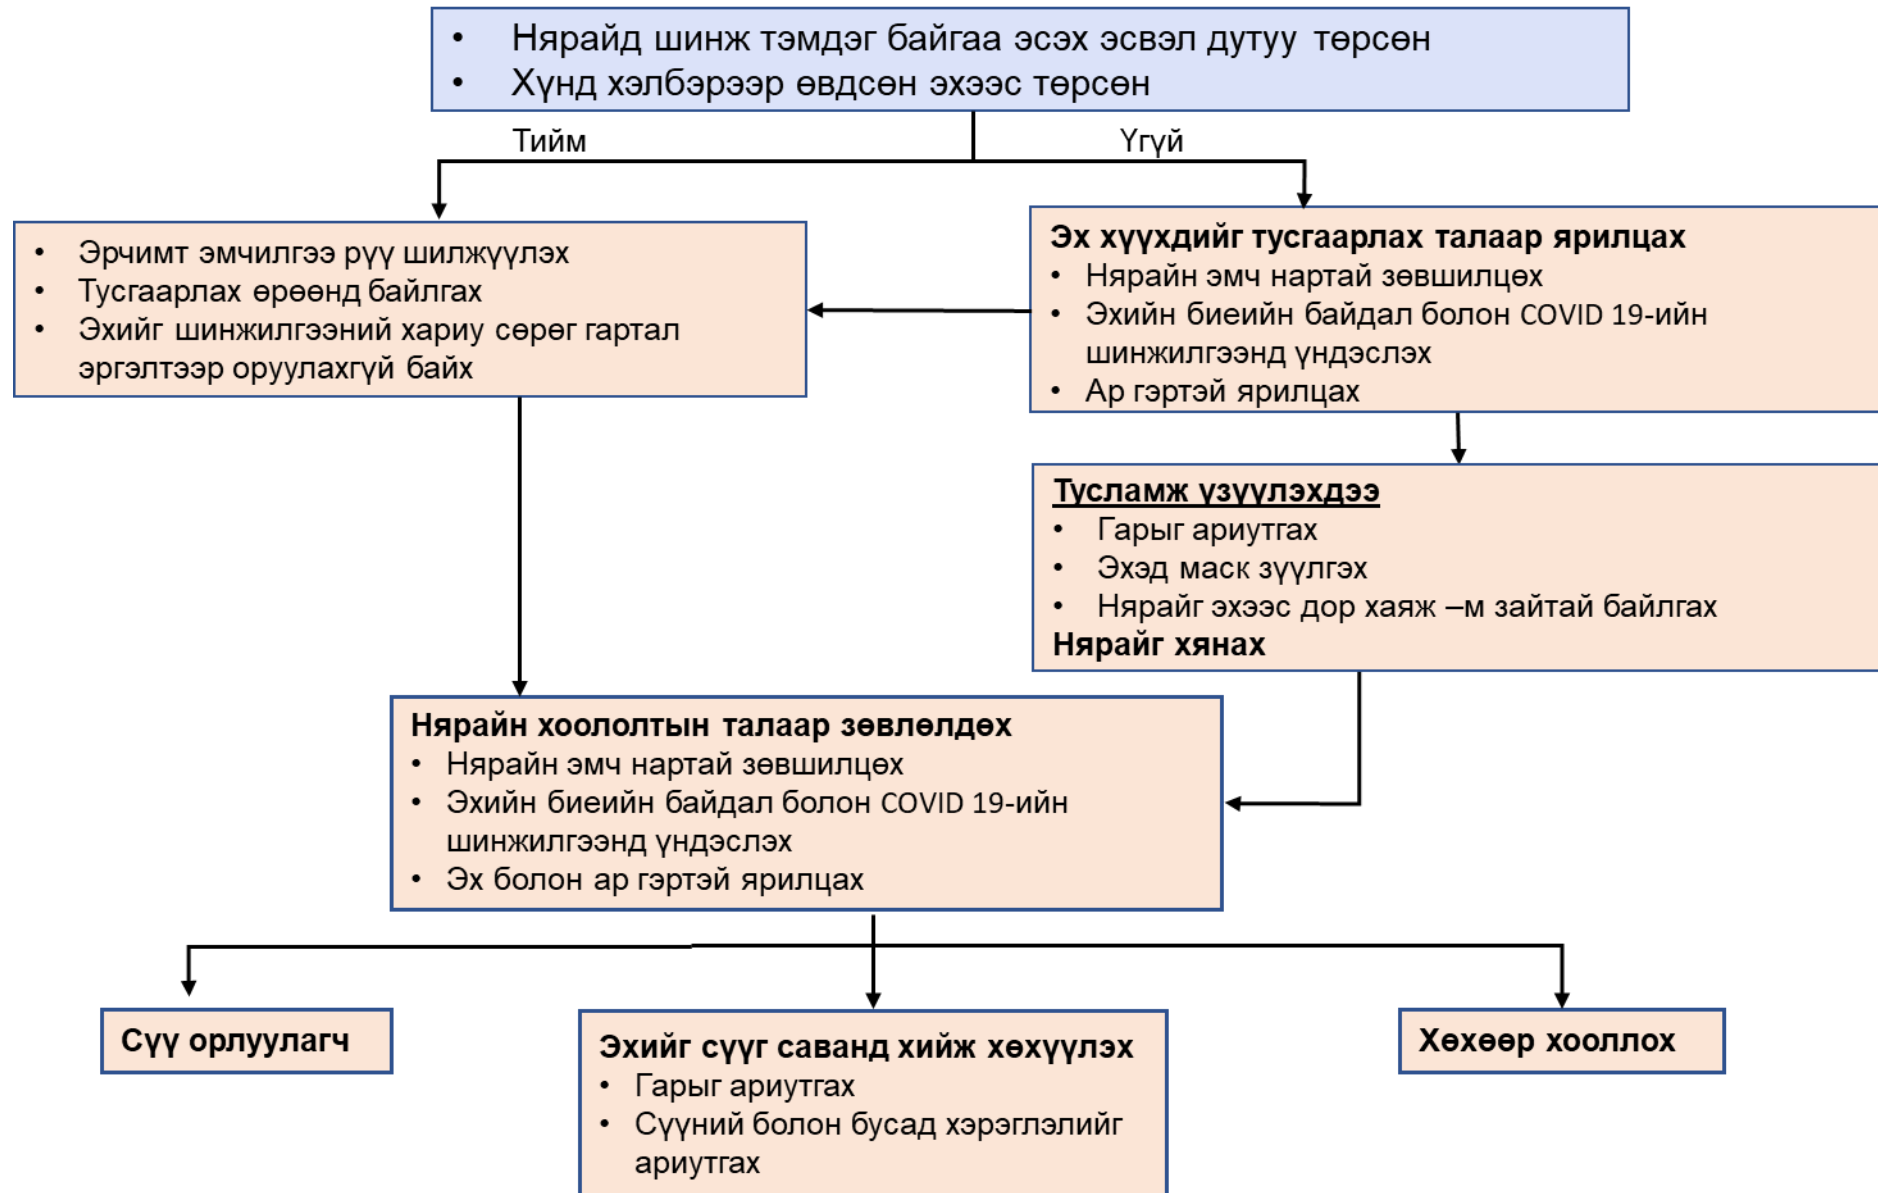 • Нярайд шинж тэмдэг байгаа эсэх эсвэл дутуу төрсөн
• Хүнд хэлбэрээр өвдсөн эхээс төрсөн
Тийм
Үгүй
• Эрчимт эмчилгээ рүү шилжүүлэх
• Тусгаарлах өрөөнд байлгах
• Эхийг шинжилгээний хариу сөрөг гартал
эргэлтээр оруулахгүй байх
Эх хүүхдийг тусгаарлах талаар ярилцах
• Нярайн эмч нартай зөвшилцөх
• Эхийн биеийн байдал болон COVID 19-ийн
шинжилгээнд үндэслэх
• Ар гэртэй ярилцах
Тусламж үзүүлэхдээ
• Гарыг ариутгах
• Эхэд маск зүүлгэх
• Нярайг эхээс дор хаяж –м зайтай байлгах
Нярайг хянах
Нярайн хоололтын талаар зөвлөлдөх
• Нярайн эмч нартай зөвшилцөх
• Эхийн биеийн байдал болон COVID 19-ийн
шинжилгээнд үндэслэх
• Эх болон ар гэртэй ярилцах
Сүү орлуулагч
Эхийг сүүг саванд хийж хөхүүлэх
• Гарыг ариутгах
• Сүүний болон бусад хэрэглэлийг
ариутгах
Хөхөөр хооллох